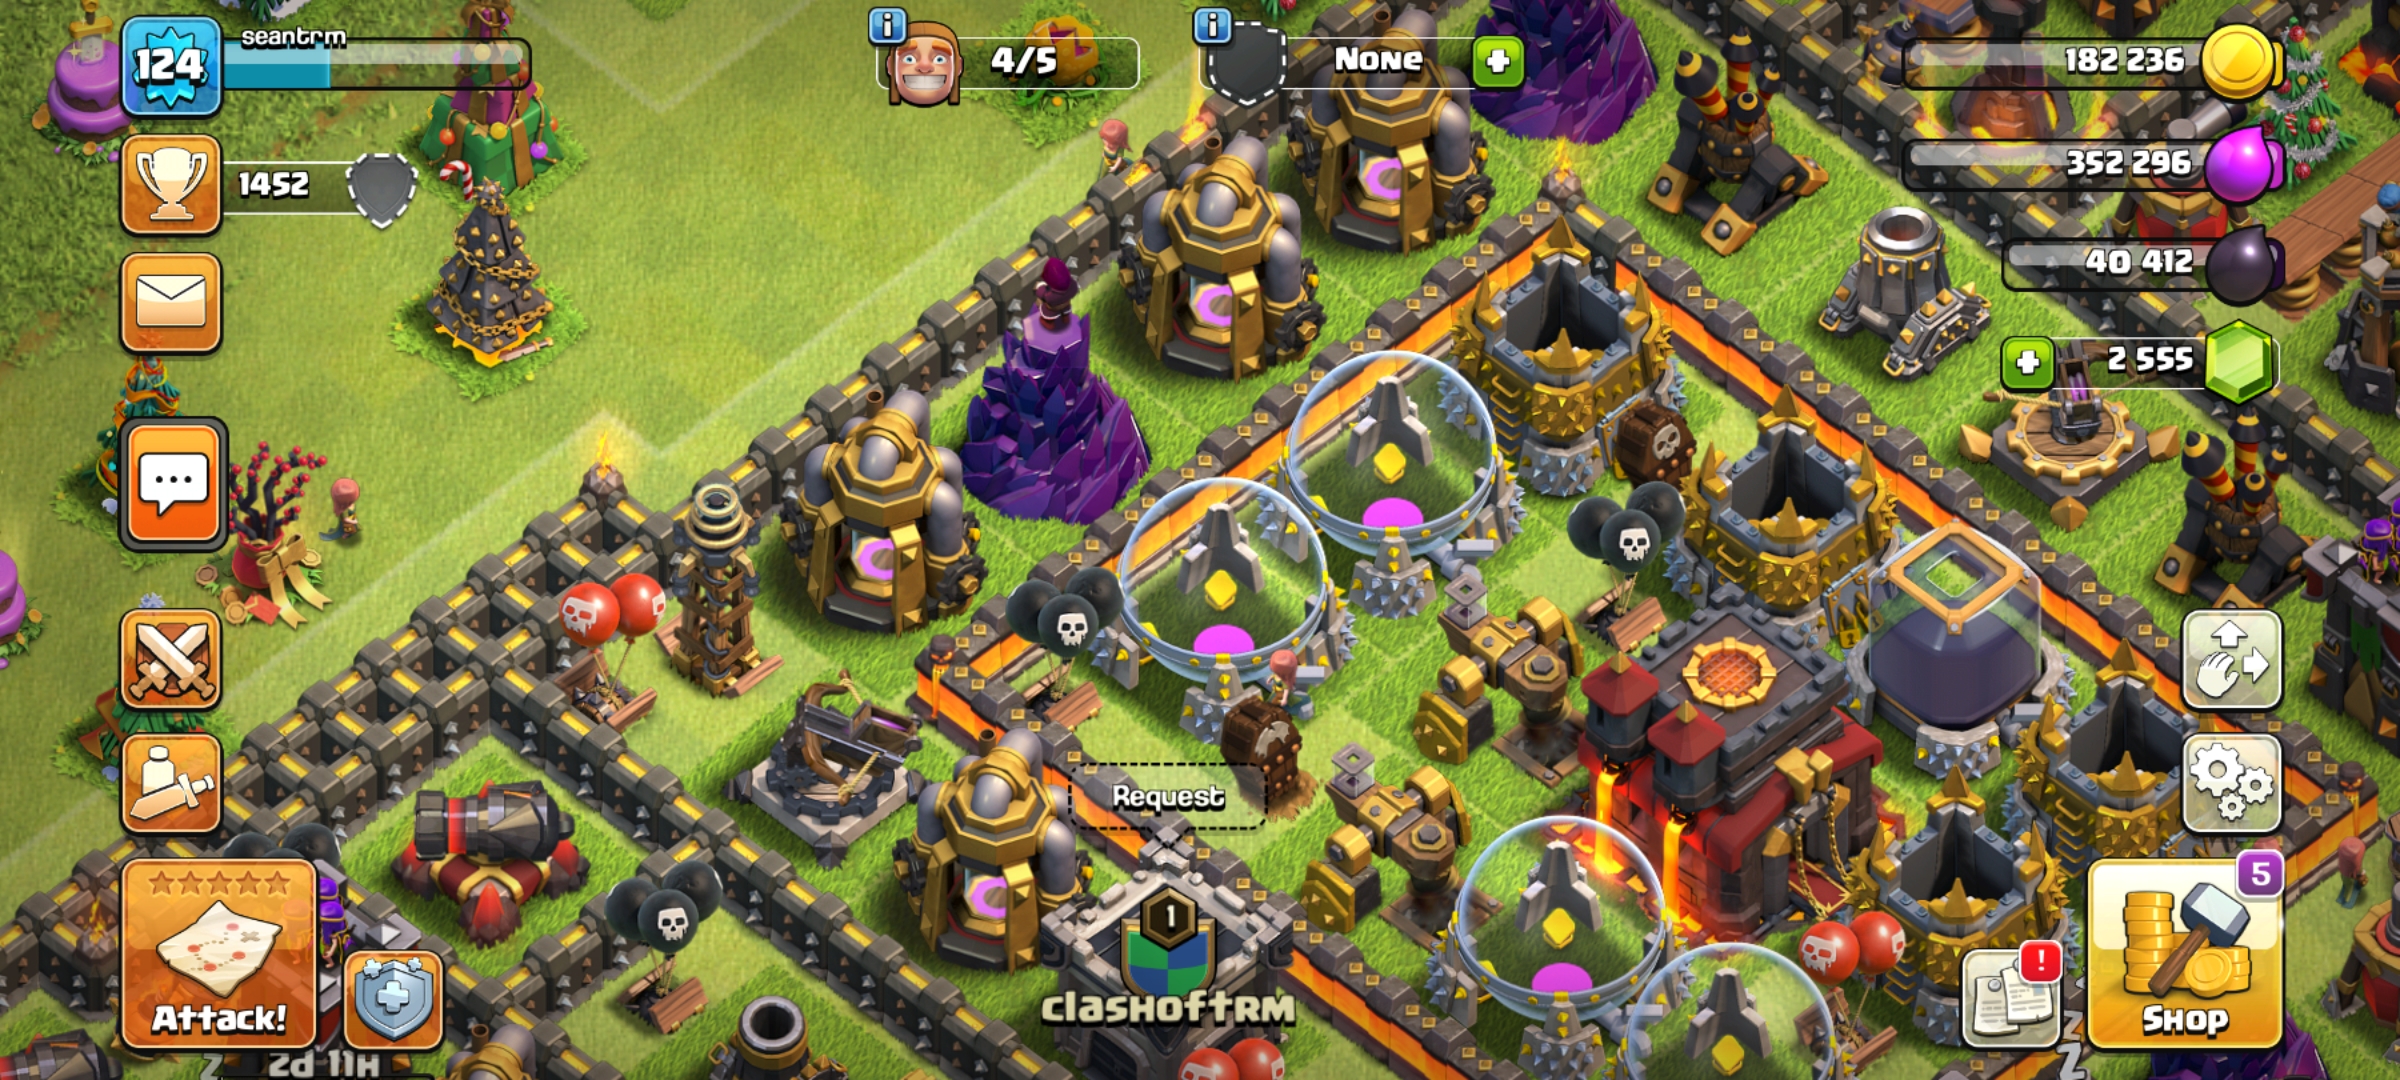 124
seantrm
4/5
None
182 236
1452
352 296
40 412
2 555
Request
1
clashoftRM
5
Attack!
!
Shop
2d 11H
z
z
z